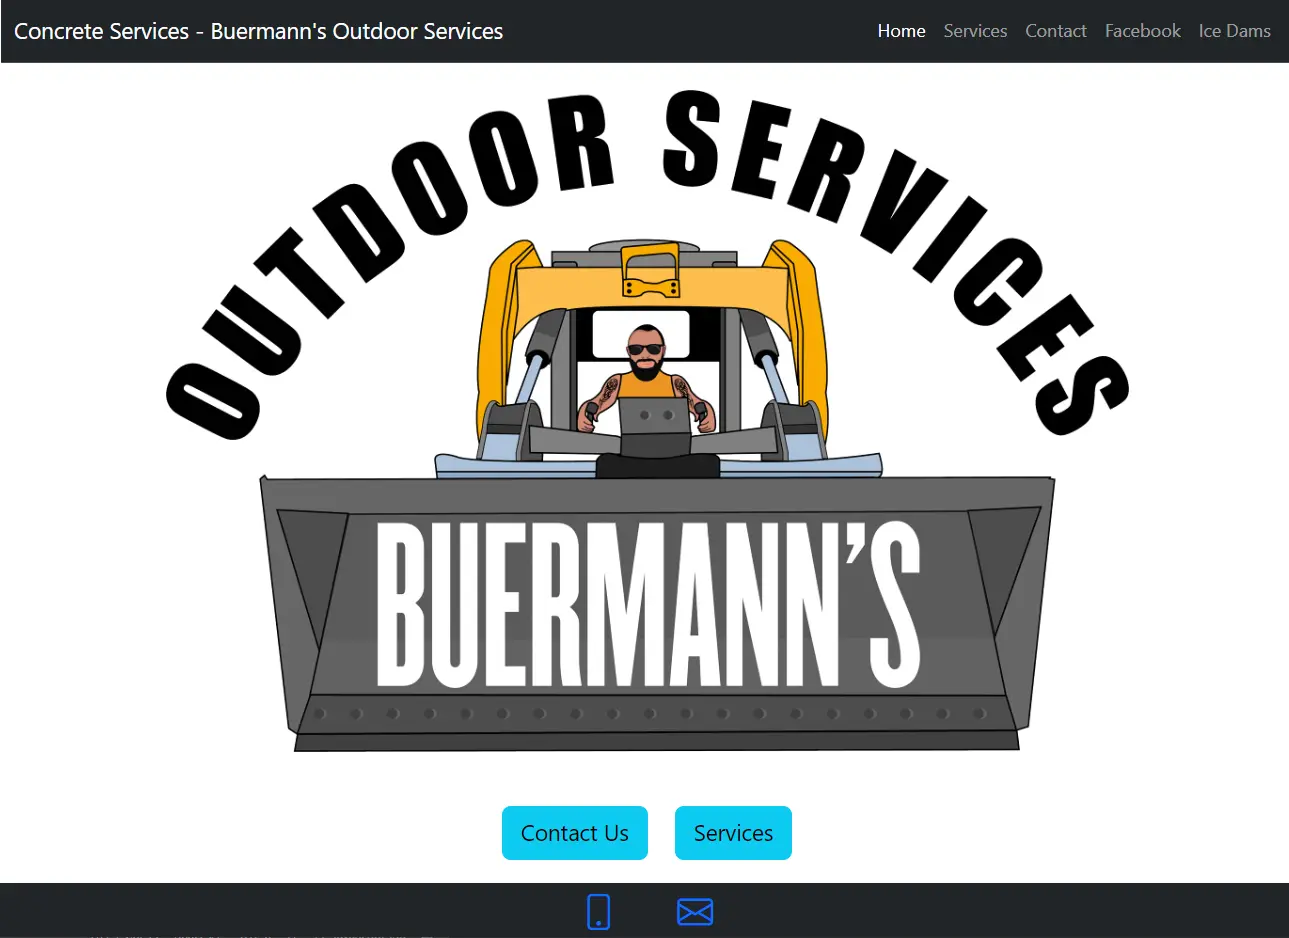 Concrete Services - Buermann's Outdoor Services
Home Services Contact Facebook Ice Dams
OUTDOOR SERVICES
BUERMANN'S
Contact Us
Services